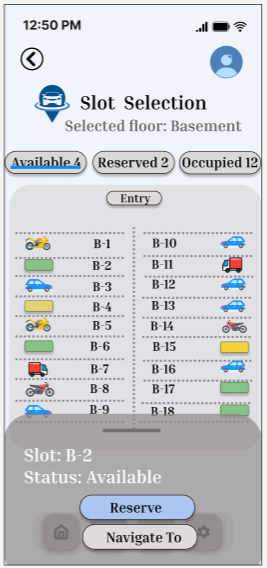 12:50 PM
Slot Selection
Selected floor: Basement
Available 4 Reserved 2 Occupied 12
Entry
B-1 B-10
B-2 B-11
B-3 B-12
B-4 B-13
B-5 B-14
B-6 B-15
B-7 B-16
B-8 B-17
B-9 B-18
Slot: B-2
Status: Available
Reserve
Navigate To